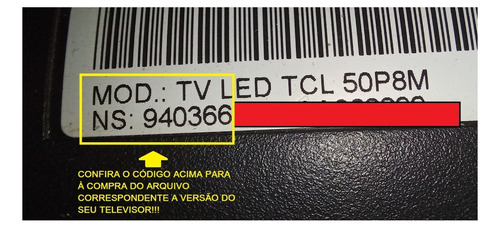 MOD.: TV LED TCL 50P8M
NS: 940366
CONFIRA O CÓDIGO ACIMA PARA
À COMPRA DO ARQUIVO
CORRESPONDENTE A VERSÃO DO
SEU TELEVISOR!!!